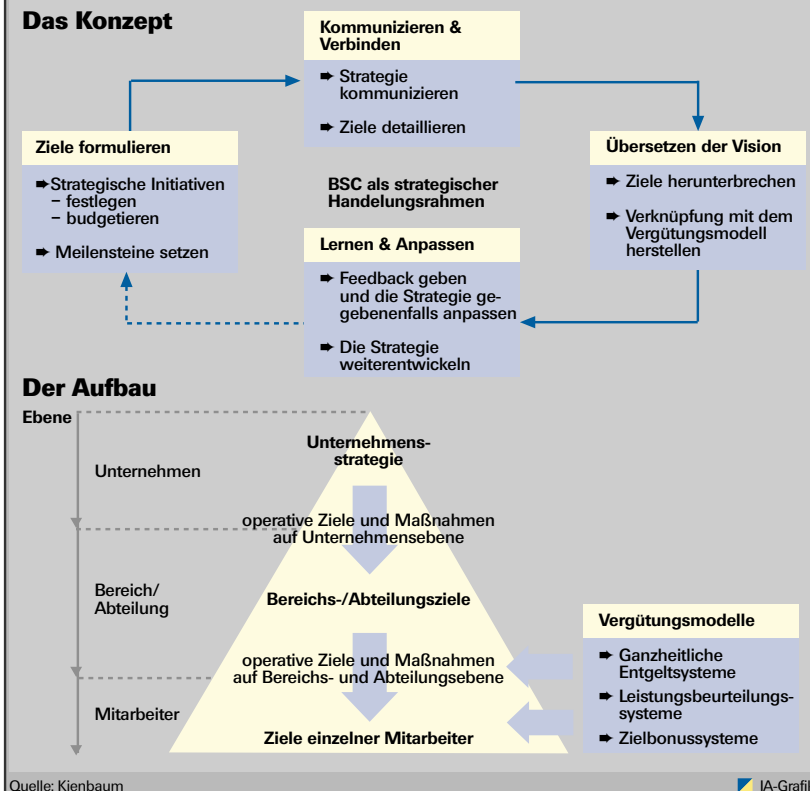 Das Konzept
Kommunizieren &
Verbinden
➨ Strategie
kommunizieren
➨ Ziele detaillieren
Ziele formulieren
➨Strategische Initiativen
– festlegen
– budgetieren
➨ Meilensteine setzen
BSC als strategischer
Handelungsrahmen
Übersetzen der Vision
➨ Ziele herunterbrechen
➨ Verknüpfung mit dem
Vergütungsmodell
herstellen
Lernen & Anpassen
➨ Feedback geben
und die Strategie ge-
gebenenfalls anpassen
➨ Die Strategie
weiterentwickeln
Der Aufbau
Ebene
Unternehmen
Bereich/
Abteilung
Mitarbeiter
Unternehmens-
strategie
operative Ziele und Maßnahmen
auf Unternehmensebene
Bereichs-/Abteilungsziele
operative Ziele und Maßnahmen
auf Bereichs- und Abteilungsebene
Ziele einzelner Mitarbeiter
Vergütungsmodelle
➨ Ganzheitliche
Entgeltsysteme
➨ Leistungsbeurteilungs-
systeme
➨ Zielbonussysteme
Quelle: Kienbaum
IA-Grafik